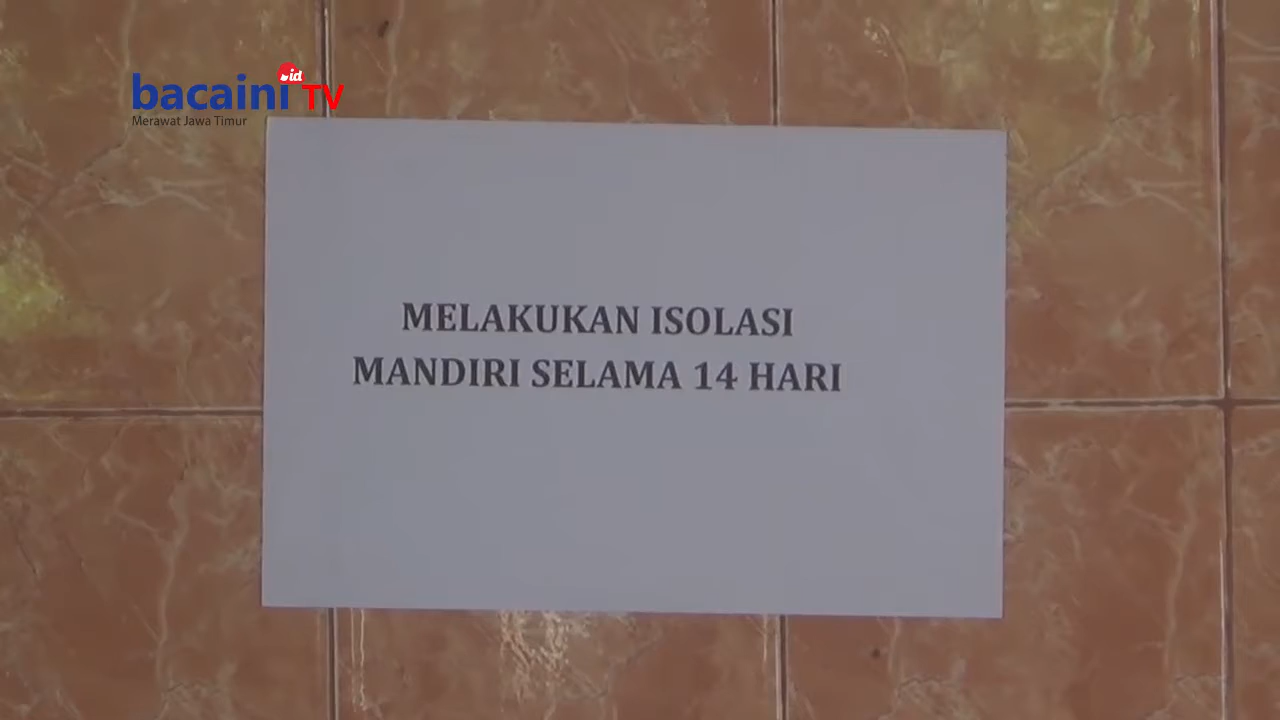 bacaini.id TV
Merawat Jawa Timur
MELAKUKAN ISOLASI
MANDIRI SELAMA 14 HARI